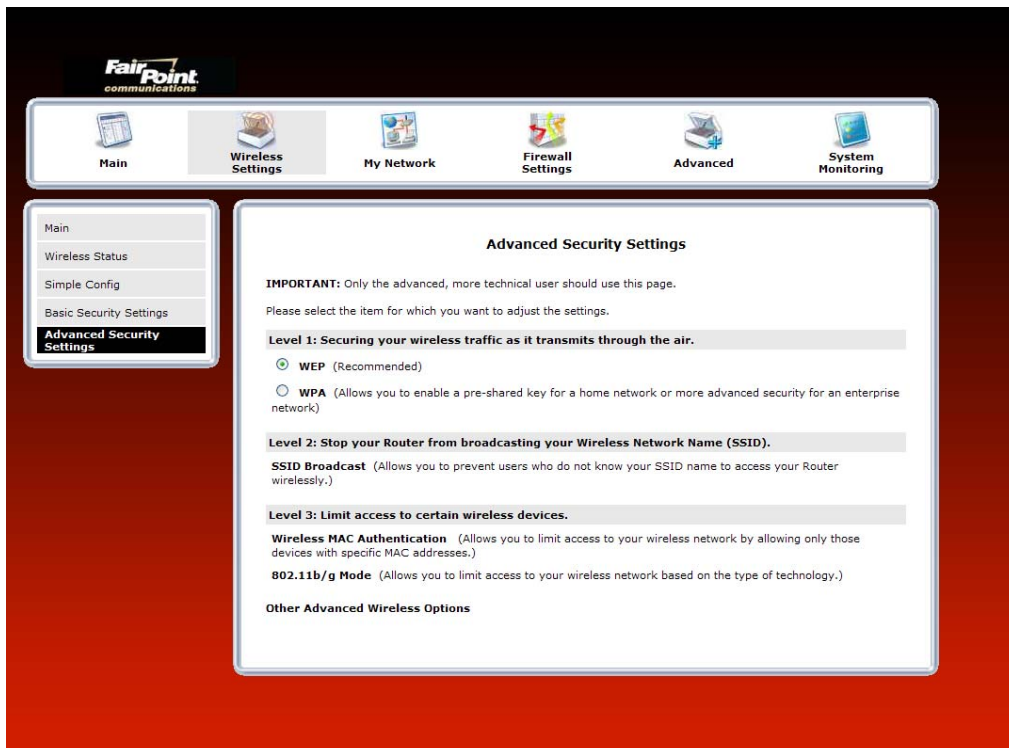 FairPoint.
communications
Main
Wireless
Settings
My Network
Firewall
Settings
Advanced
System
Monitoring
Main
Wireless Status
Simple Config
Basic Security Settings
Advanced Security
Settings
Advanced Security Settings
IMPORTANT: Only the advanced, more technical user should use this page.
Please select the item for which you want to adjust the settings.
Level 1: Securing your wireless traffic as it transmits through the air.
WEP (Recommended)
WPA (Allows you to enable a pre-shared key for a home network or more advanced security for an enterprise
network)
Level 2: Stop your Router from broadcasting your Wireless Network Name (SSID).
SSID Broadcast (Allows you to prevent users who do not know your SSID name to access your Router
wirelessly.)
Level 3: Limit access to certain wireless devices.
Wireless MAC Authentication (Allows you to limit access to your wireless network by allowing only those
devices with specific MAC addresses.)
802.11b/g Mode (Allows you to limit access to your wireless network based on the type of technology.)
Other Advanced Wireless Options